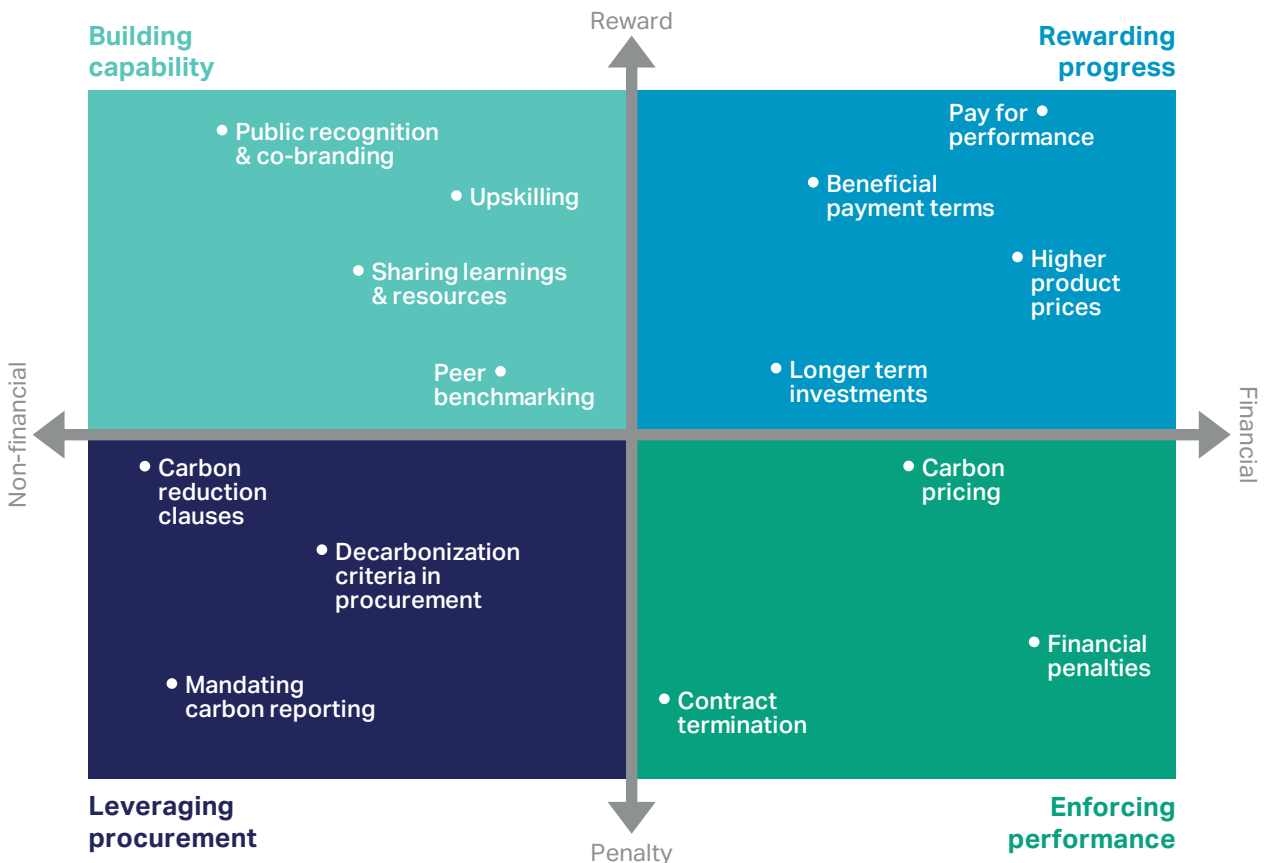 Reward
Building
capability
Rewarding
progress
Public recognition
& co-branding
Upskilling
Sharing learnings
& resources
Peer
benchmarking
Pay for
performance
Beneficial
payment terms
Higher
product
prices
Longer term
investments
Non-financial
Financial
Carbon
reduction
clauses
Decarbonization
criteria in
procurement
Mandating
carbon reporting
Carbon
pricing
Financial
penalties
Contract
termination
Leveraging
procurement
Enforcing
performance
Penalty